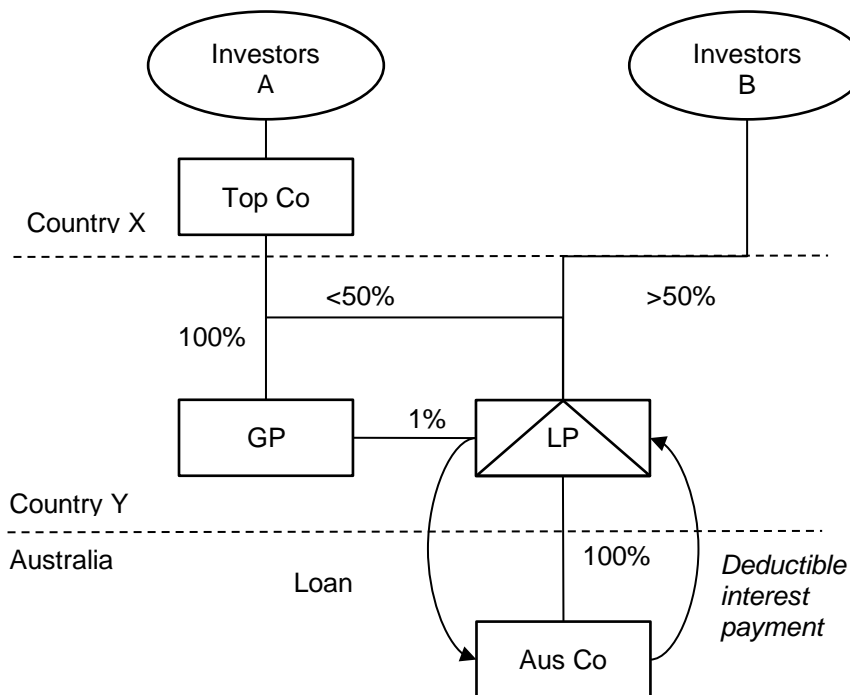 Investors
A
Investors
B
Top Co
Country X
<50%
>50%
100%
1%
GP
LP
Country Y
Australia
Loan
100%
Deductible
interest
payment
Aus Co